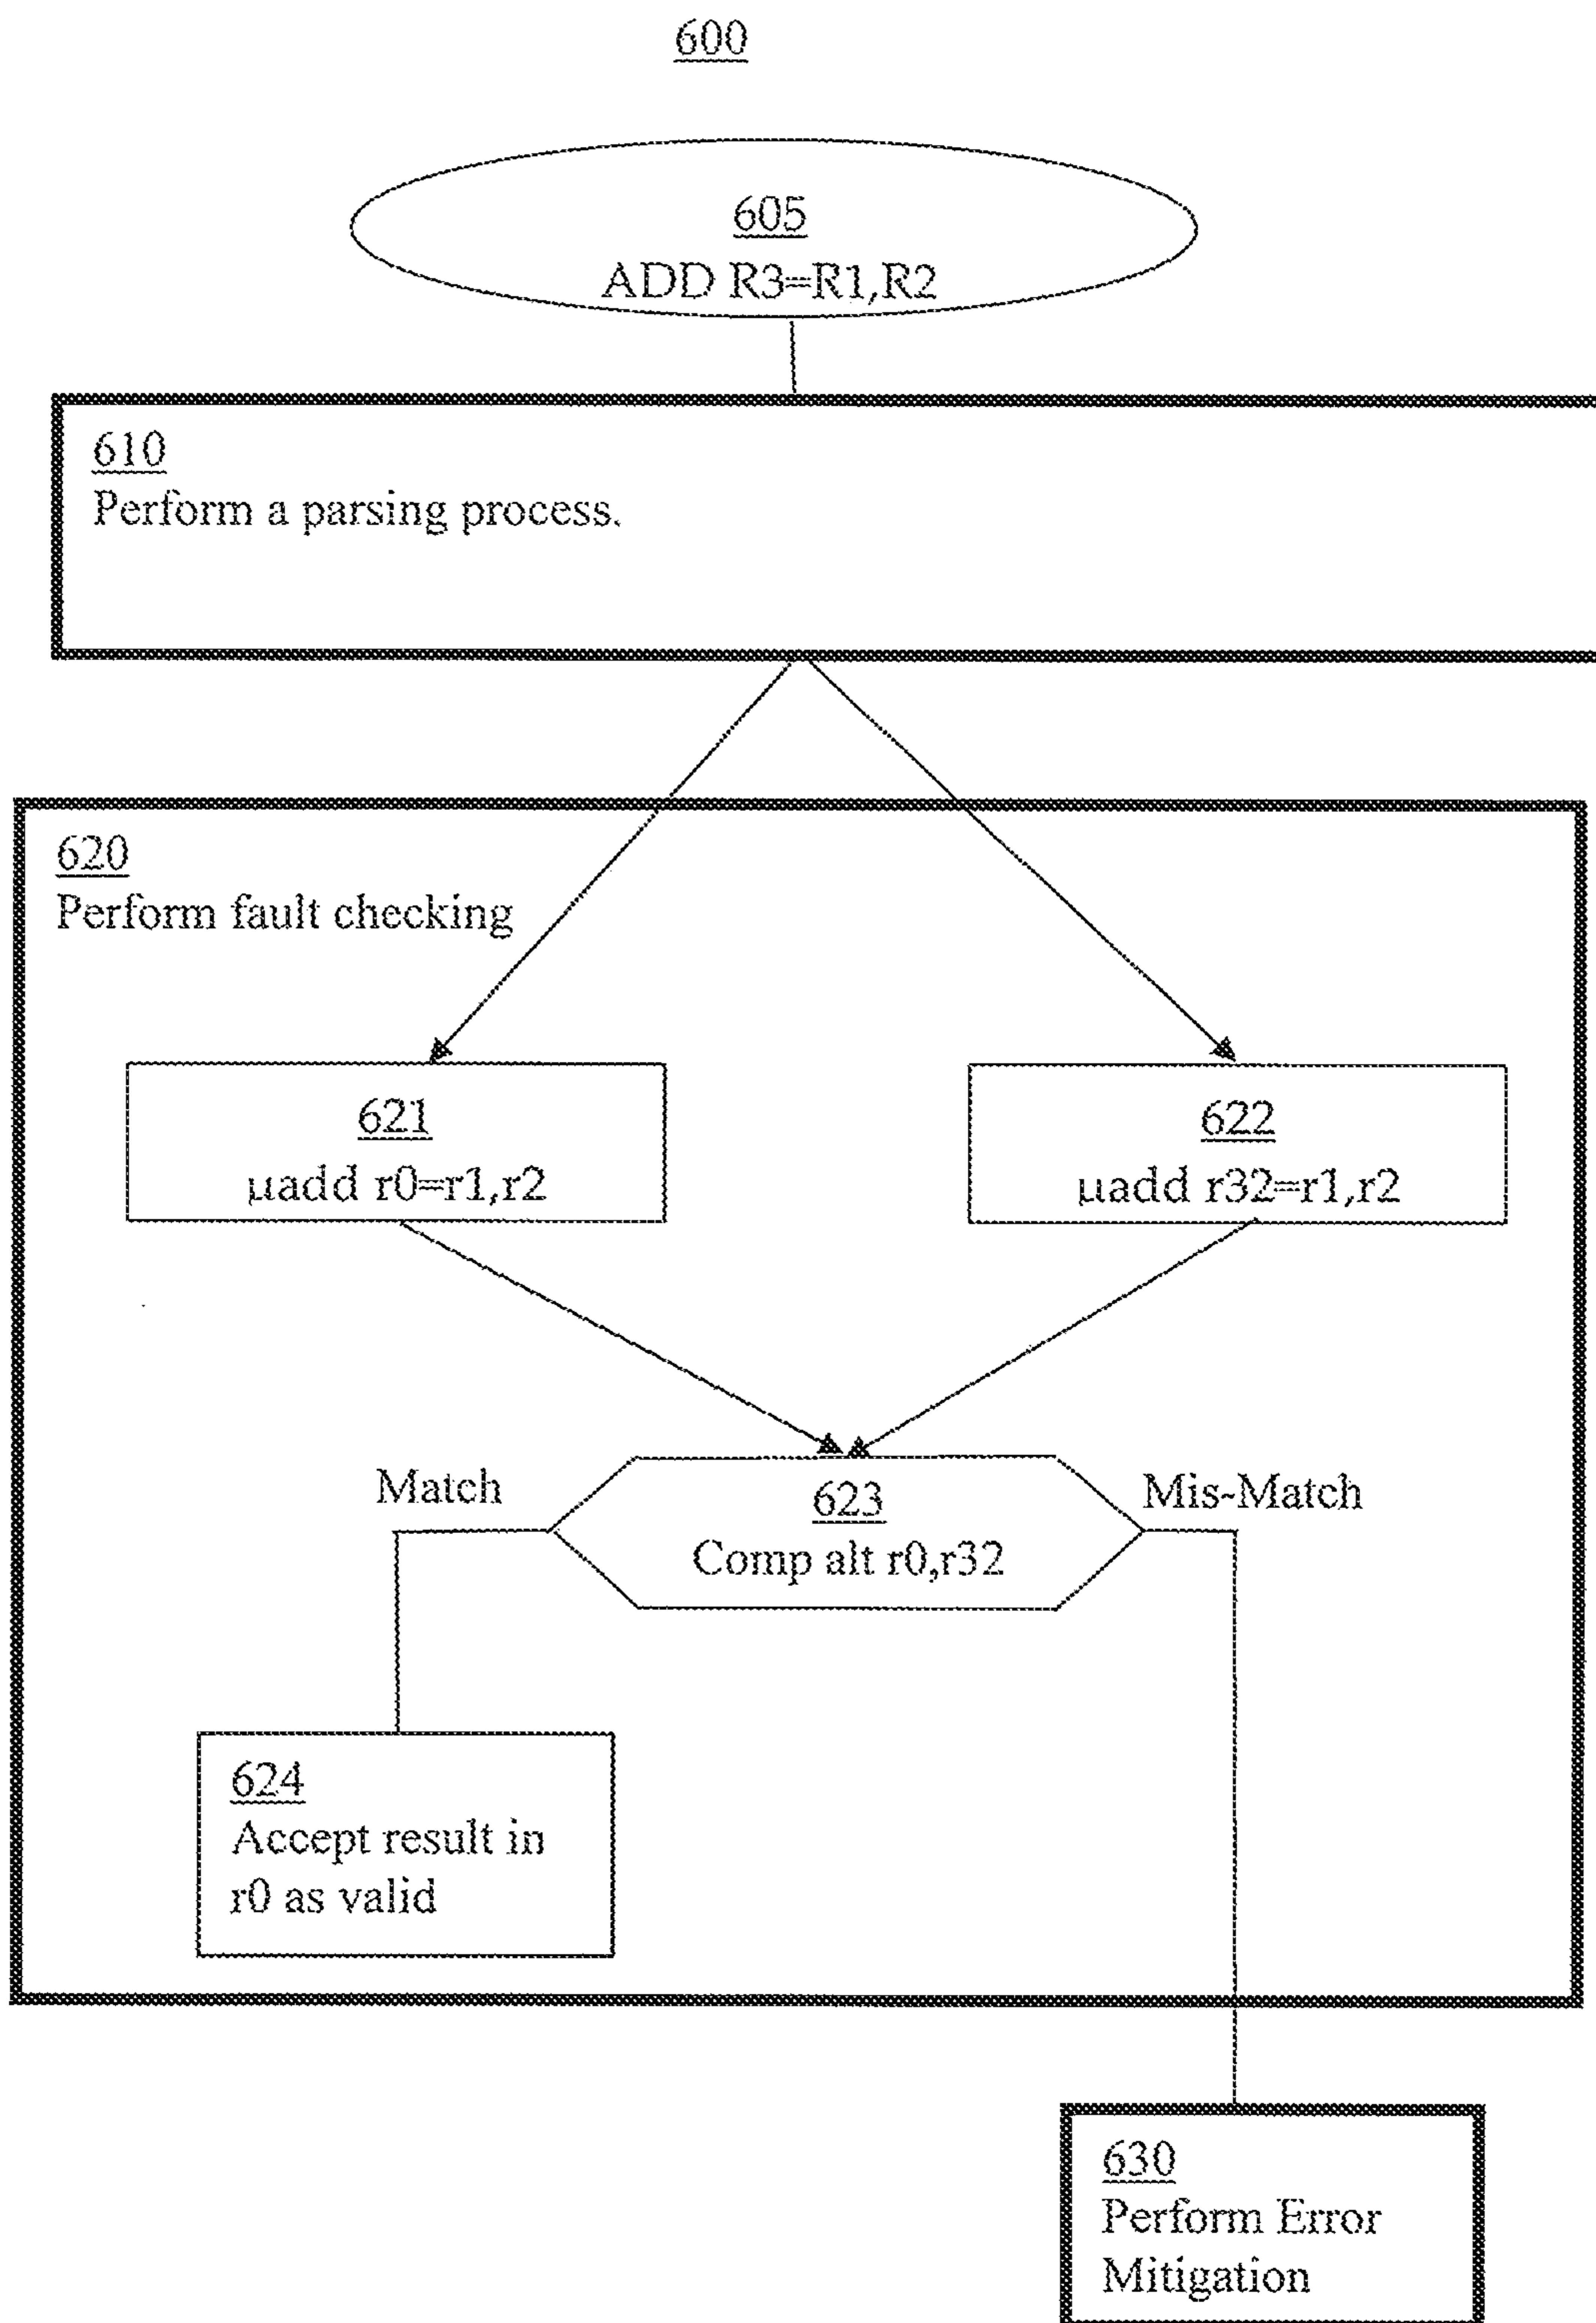 600
605
ADD R3=R1,R2
610
Perform a parsing process.
620
Perform fault checking
621
µadd r0=r1,r2
622
µadd r32=r1,r2
Match
623
Comp alt r0,r32
Mis-Match
624
Accept result in
r0 as valid
630
Perform Error
Mitigation